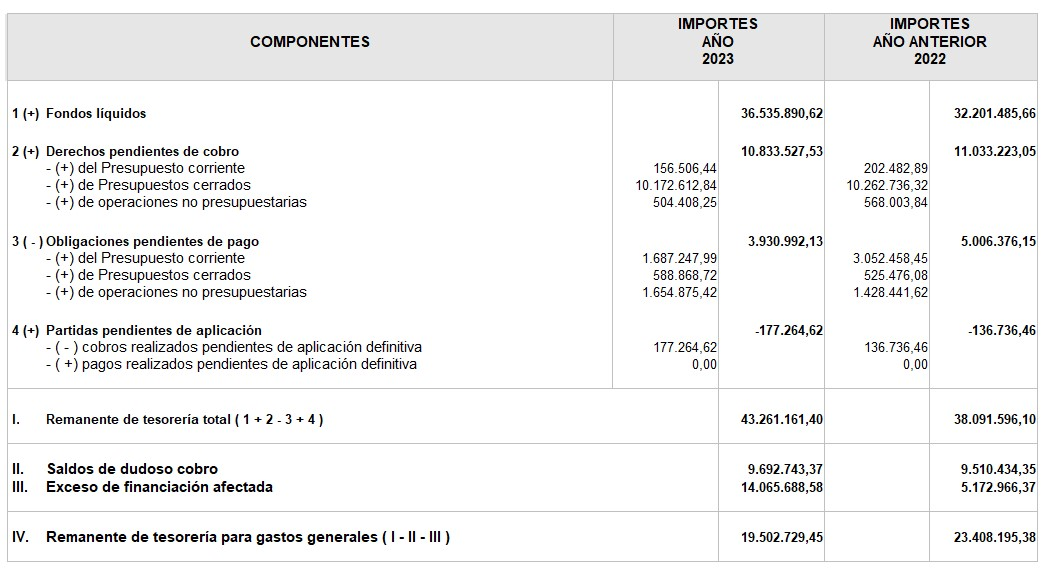 COMPONENTES IMPORTES AÑO 2023 IMPORTES AÑO ANTERIOR 2022
1 (+) Fondos líquidos 36.535.890,62 32.201.485,66
2 (+) Derechos pendientes de cobro 10.833.527,53 11.033.223,05
- (+) del Presupuesto corriente 156.506,44 202.482,89
- (+) de Presupuestos cerrados 10.172.612,84 10.262.736,32
- (+) de operaciones no presupuestarias 504.408,25 568.003,84
3 ( - ) Obligaciones pendientes de pago 3.930.992,13 5.006.376,15
- (+) del Presupuesto corriente 1.687.247,99 3.052.458,45
- (+) de Presupuestos cerrados 588.868,72 525.476,08
- (+) de operaciones no presupuestarias 1.654.875,42 1.428.441,62
4 (+) Partidas pendientes de aplicación -177.264,62 -136.736,46
- ( - ) cobros realizados pendientes de aplicación definitiva 177.264,62 136.736,46
- ( +) pagos realizados pendientes de aplicación definitiva 0,00 0,00
I. Remanente de tesorería total ( 1 + 2 - 3 + 4 ) 43.261.161,40 38.091.596,10
II. Saldos de dudoso cobro 9.692.743,37 9.510.434,35
III. Exceso de financiación afectada 14.065.688,58 5.172.966,37
IV. Remanente de tesorería para gastos generales ( I - II - III ) 19.502.729,45 23.408.195,38